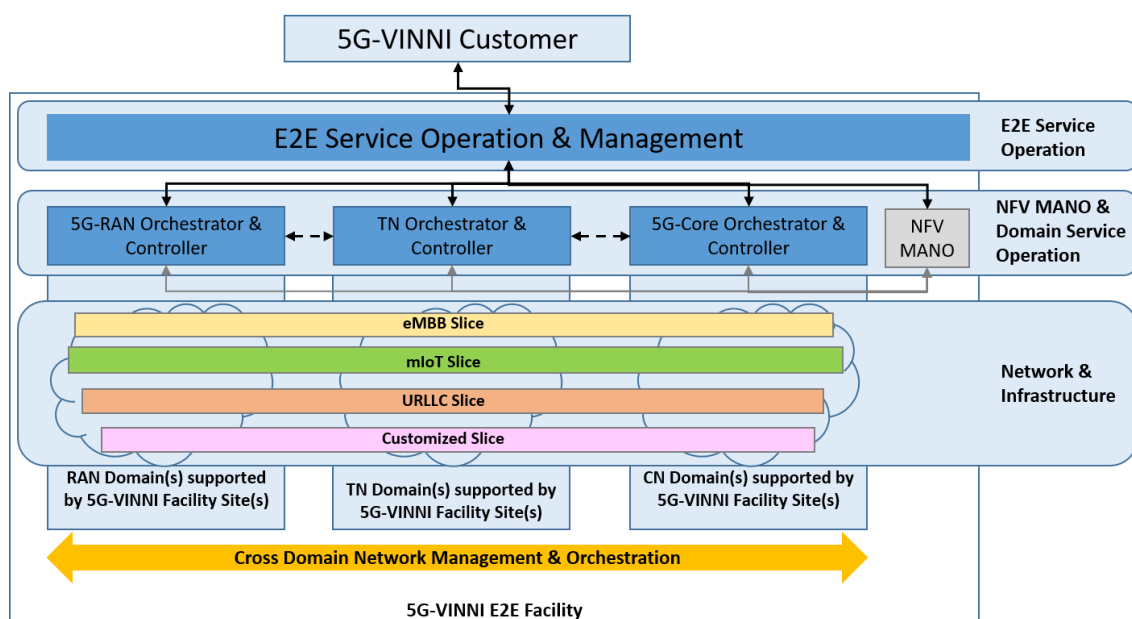 5G-VINNI Customer
E2E Service Operation & Management
E2E Service
Operation
5G-RAN Orchestrator &
Controller
TN Orchestrator &
Controller
5G-Core Orchestrator &
Controller
NFV
MANO
NFV MANO &
Domain Service
Operation
eMBB Slice
mIoT Slice
URLLC Slice
Customized Slice
Network &
Infrastructure
RAN Domain(s) supported
by 5G-VINNI Facility Site(s)
TN Domain(s) supported by
5G-VINNI Facility Site(s)
CN Domain(s) supported by
5G-VINNI Facility Site(s)
Cross Domain Network Management & Orchestration
5G-VINNI E2E Facility